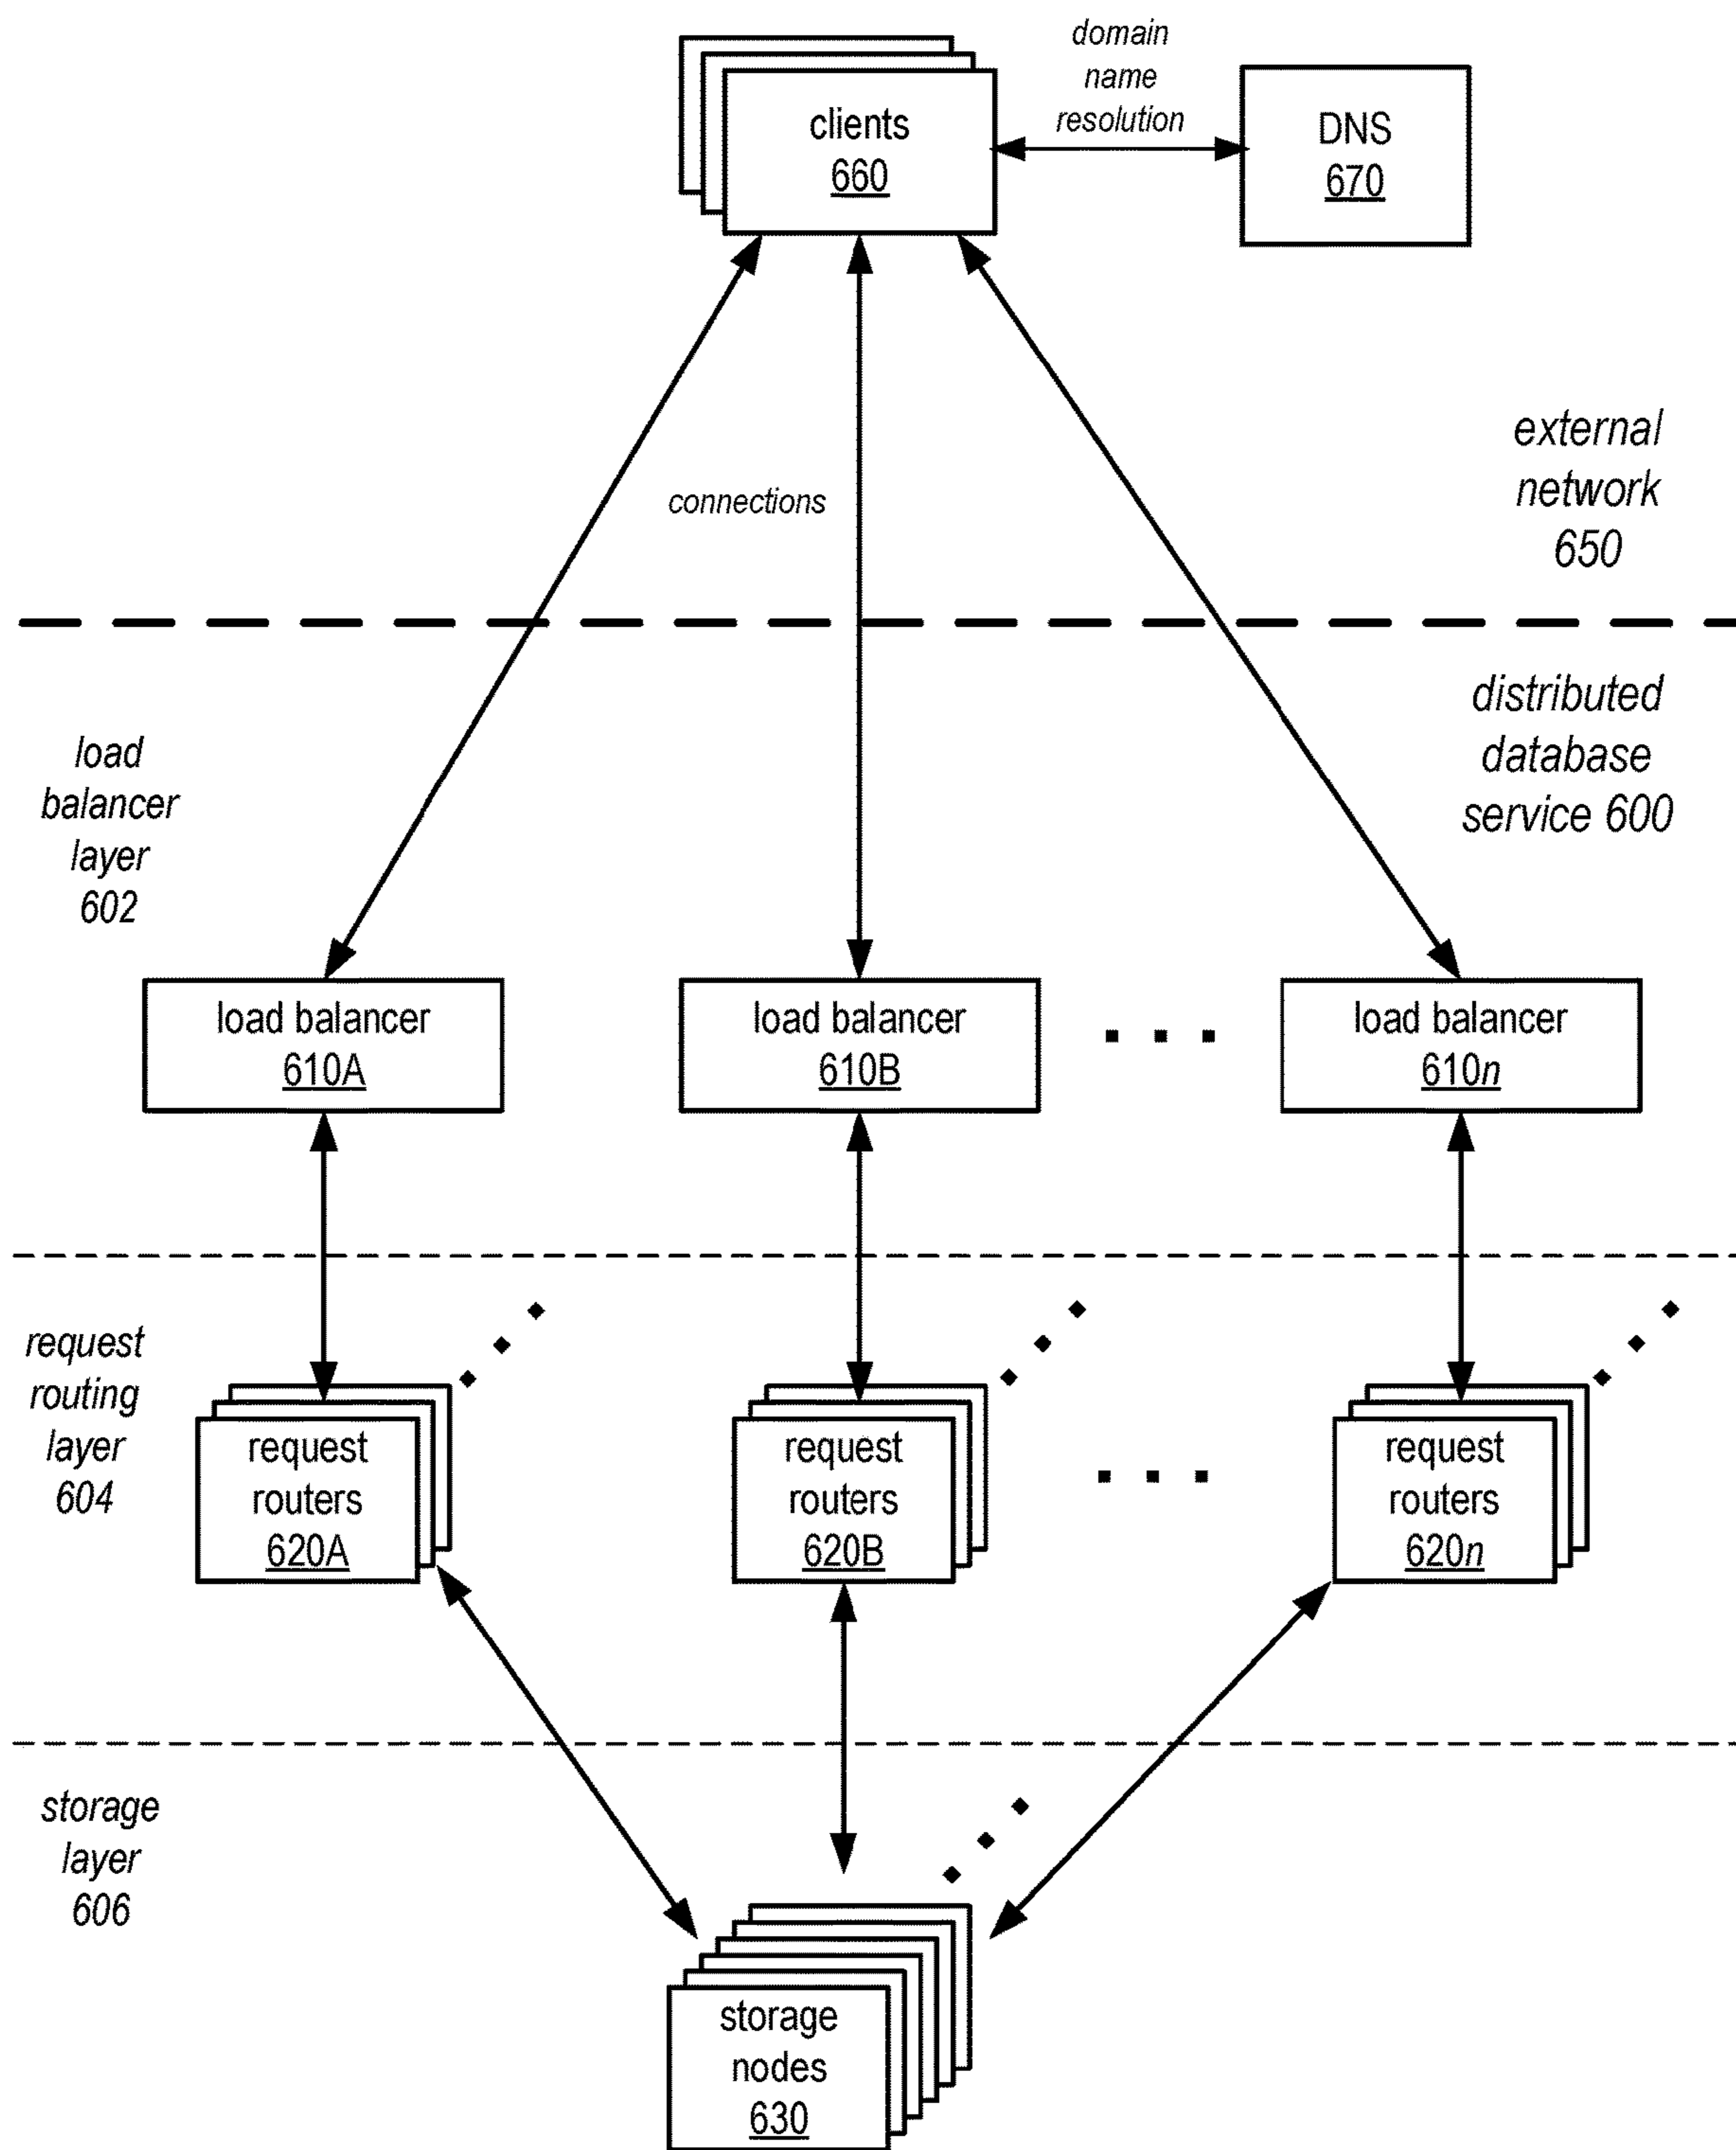 domain
name
resolution
clients
660
DNS
670
external
network
650
connections
distributed
database
service 600
load
balancer
layer
602
load balancer
610A
load balancer
610B
load balancer
610n
request
routing
layer
604
request
routers
620A
request
routers
620B
request
routers
620n
storage
layer
606
storage
nodes
630